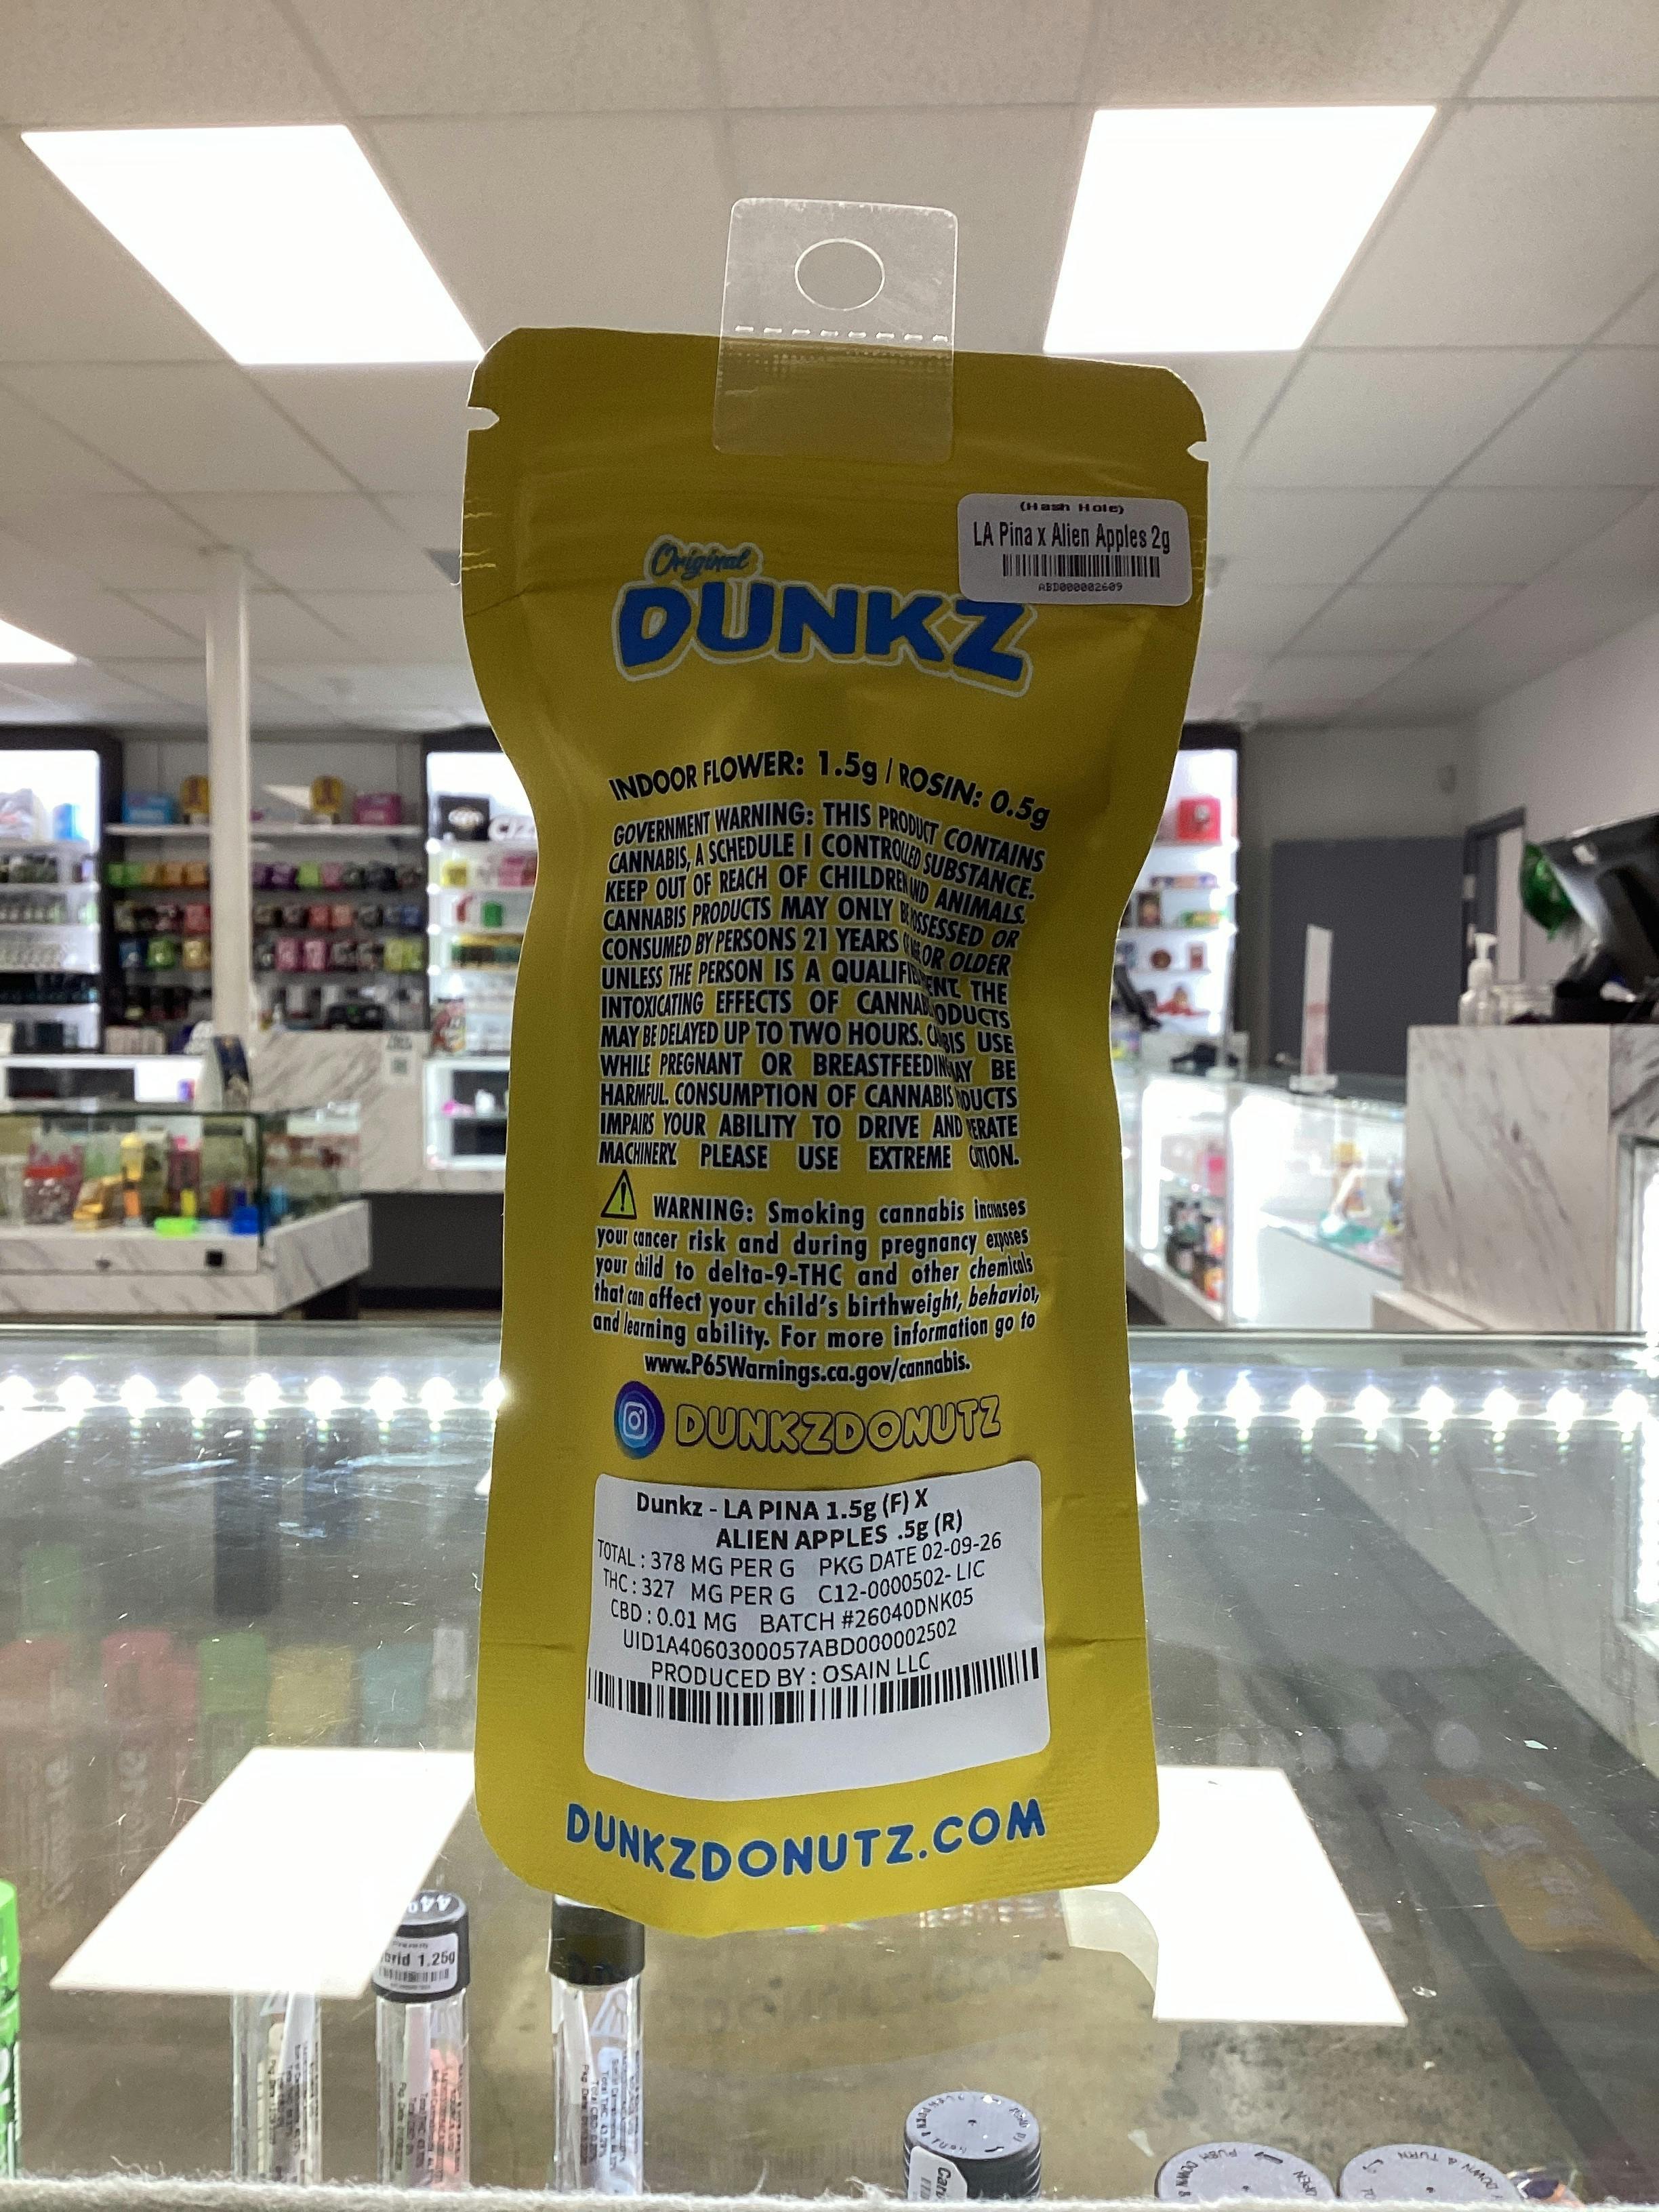 (Hash Hole)
LA Pina x Alien Apples 2g
ABD000002609
Original
DUNKZ
INDOOR FLOWER: 1.5g / ROSIN: 0.5g
GOVERNMENT WARNING: THIS PRODUCT CONTAINS
CANNABIS, A SCHEDULE I CONTROLLED SUBSTANCE.
KEEP OUT OF REACH OF CHILDREN AND ANIMALS.
CANNABIS PRODUCTS MAY ONLY BE POSSESSED OR
CONSUMED BY PERSONS 21 YEARS OF AGE OR OLDER
UNLESS THE PERSON IS A THE
INTOXICATING EFFECTS OF
MAY BE DELAYED UP TO TWO HOURS. USE
WHILE PREGNANT OR BREASTFEEDING MAY BE
HARMFUL. CONSUMPTION OF CANNABIS PRODUCTS
IMPAIRS YOUR ABILITY TO DRIVE AND OPERATE
MACHINERY. PLEASE USE EXTREME CAUTION.
WARNING: Smoking cannabis increases
your cancer risk and during pregnancy exposes
your child to delta-9-THC and other chemicals
that can affect your child's birthweight, behavior,
and learning ability. For more information go to
www.P65Warnings.ca.gov/cannabis.
DUNKZDONUTZ
Dunkz - LA PINA 1.5g (F) X
ALIEN APPLES .5g (R)
TOTAL : 378 MG PER G PKG DATE 02-09-26
THC : 327 MG PER G C12-0000502- LIC
CBD : 0.01 MG BATCH #26040DNK05
UID1A4060300057ABD000002502
PRODUCED BY : OSAIN LLC
DUNKZDONUTZ.COM
1.25g